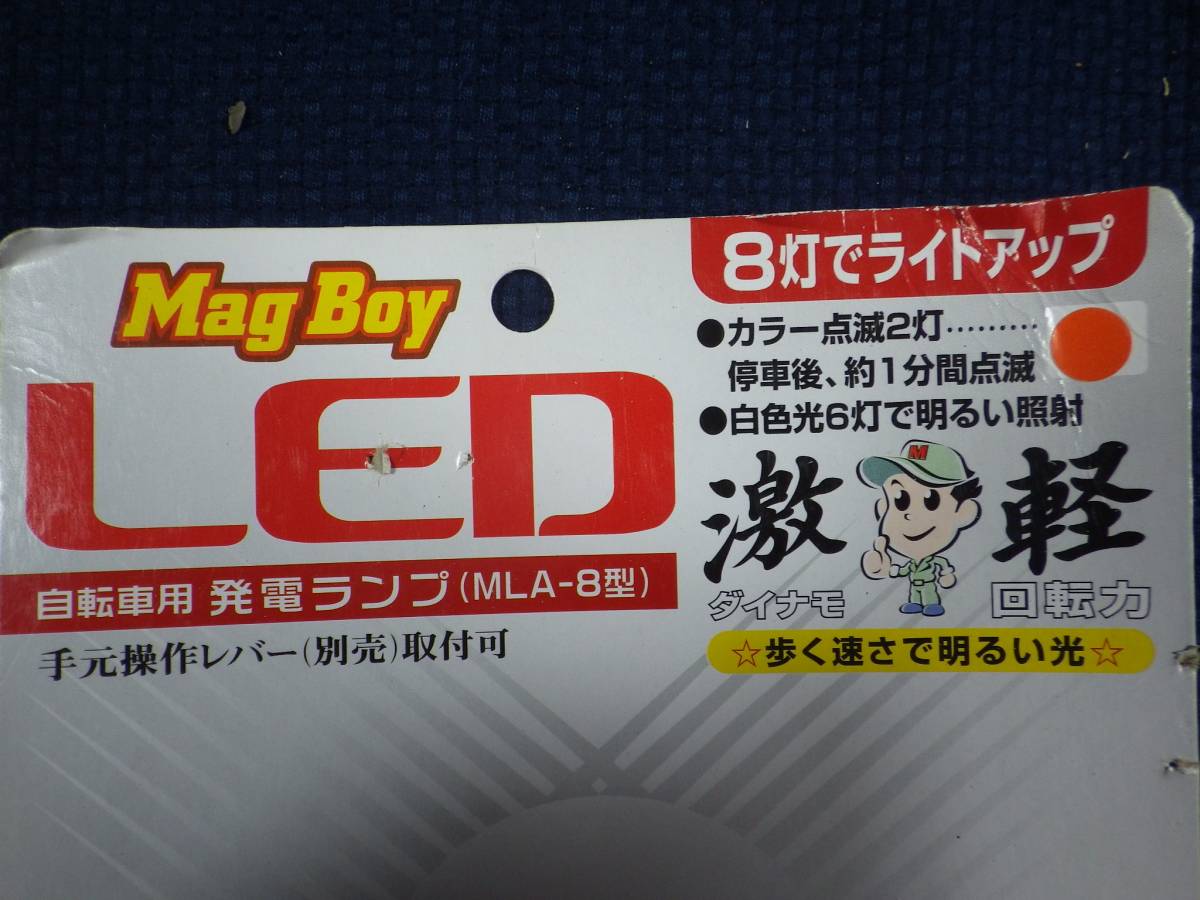 Mag Boy
LED
自転車用 発電ランプ(MLA-8型)
手元操作レバー(別売)取付可
8灯でライトアップ
●カラー点滅2灯………
停車後、約1分間点滅
●白色光6灯で明るい照射
激 M 軽
ダイナモ 回転力
☆歩く速さで明るい光☆